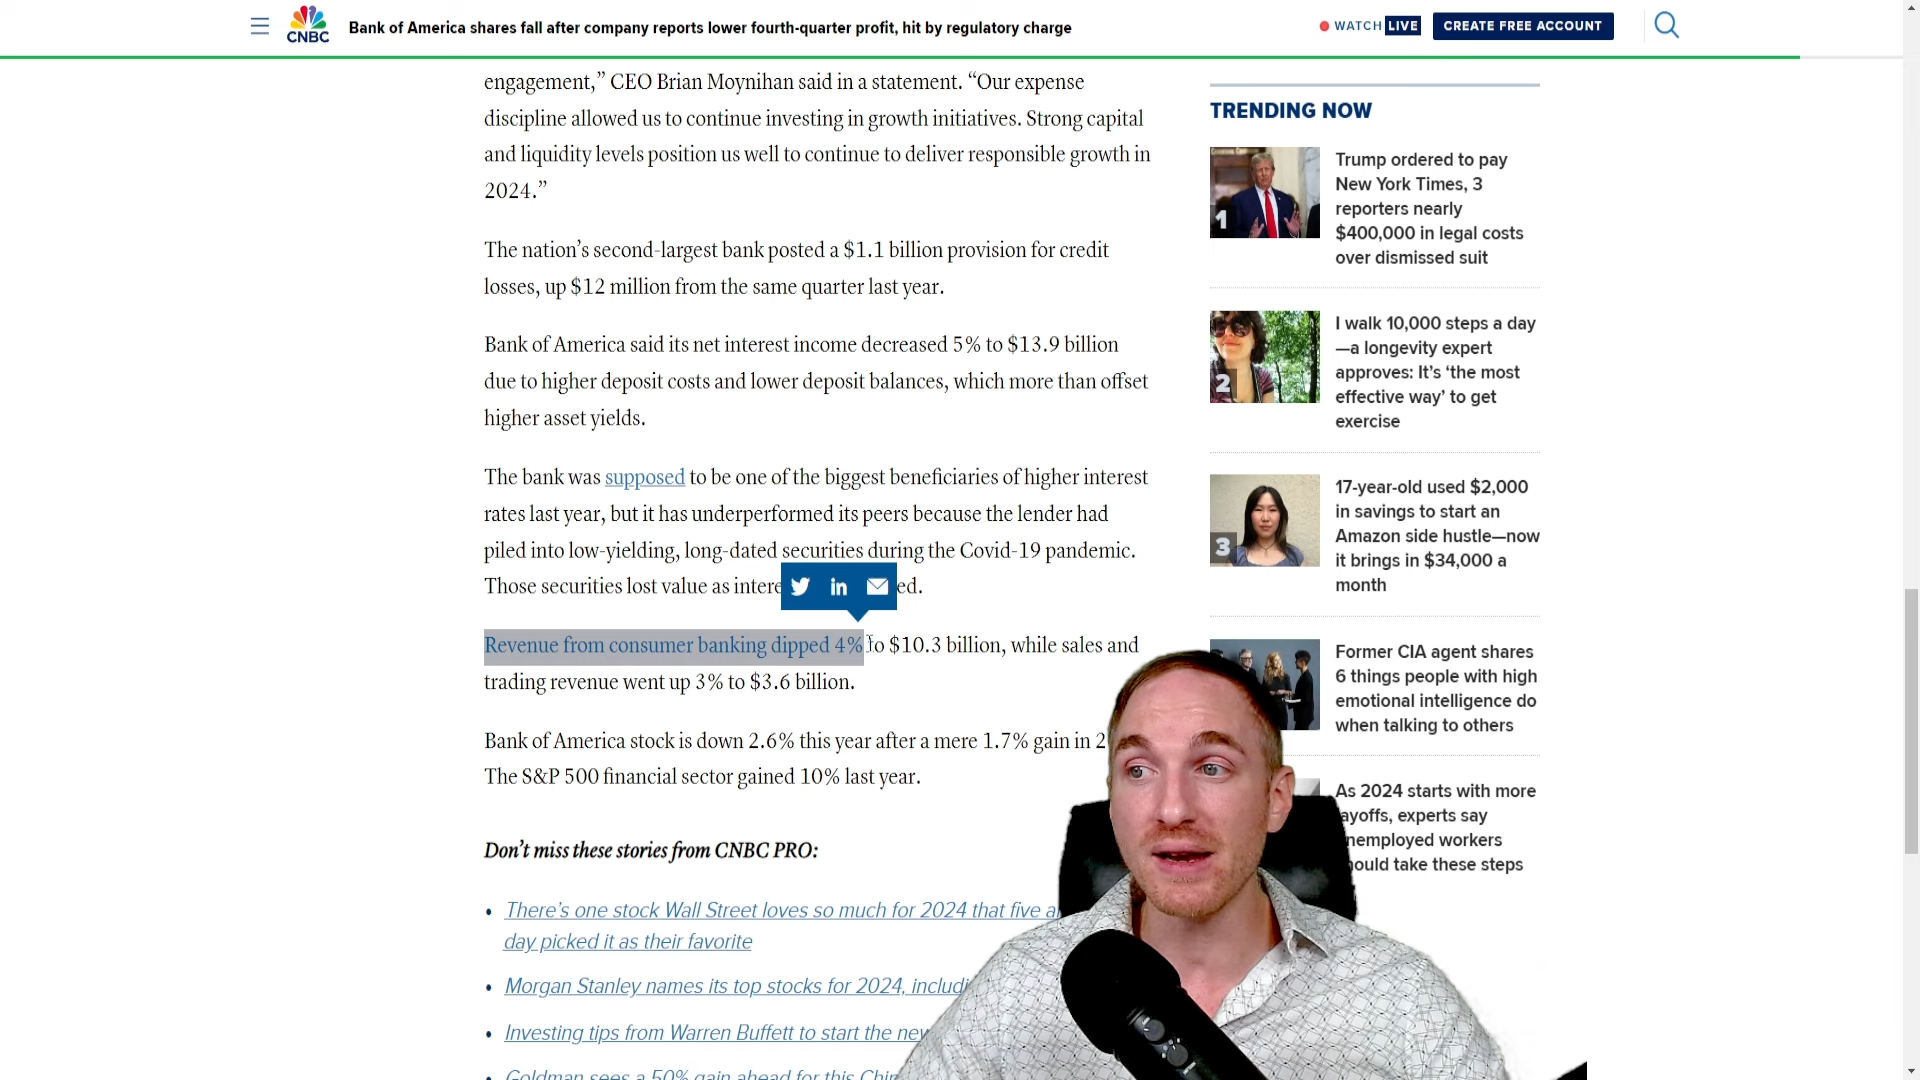 CNBC
Bank of America shares fall after company reports lower fourth-quarter profit, hit by regulatory charge
WATCH LIVE
CREATE FREE ACCOUNT
engagement,” CEO Brian Moynihan said in a statement. “Our expense
discipline allowed us to continue investing in growth initiatives. Strong capital
and liquidity levels position us well to continue to deliver responsible growth in
2024.”
The nation’s second-largest bank posted a $1.1 billion provision for credit
losses, up $12 million from the same quarter last year.
Bank of America said its net interest income decreased 5% to $13.9 billion
due to higher deposit costs and lower deposit balances, which more than offset
higher asset yields.
The bank was supposed to be one of the biggest beneficiaries of higher interest
rates last year, but it has underperformed its peers because the lender had
piled into low-yielding, long-dated securities during the Covid-19 pandemic.
Those securities lost value as intere ed.
in
Revenue from consumer banking dipped 4% to $10.3 billion, while sales and
trading revenue went up 3% to $3.6 billion.
Bank of America stock is down 2.6% this year after a mere 1.7% gain in 2
The S&P 500 financial sector gained 10% last year.
Don’t miss these stories from CNBC PRO:
• There’s one stock Wall Street loves so much for 2024 that five a
day picked it as their favorite
• Morgan Stanley names its top stocks for 2024, includi
• Investing tips from Warren Buffett to start the new
• Goldman sees a 50% gain ahead for this Chin
TRENDING NOW
1
Trump ordered to pay
New York Times, 3
reporters nearly
$400,000 in legal costs
over dismissed suit
2
I walk 10,000 steps a day
—a longevity expert
approves: It’s ‘the most
effective way’ to get
exercise
3
17-year-old used $2,000
in savings to start an
Amazon side hustle—now
it brings in $34,000 a
month
Former CIA agent shares
6 things people with high
emotional intelligence do
when talking to others
As 2024 starts with more
ayoffs, experts say
nemployed workers
hould take these steps